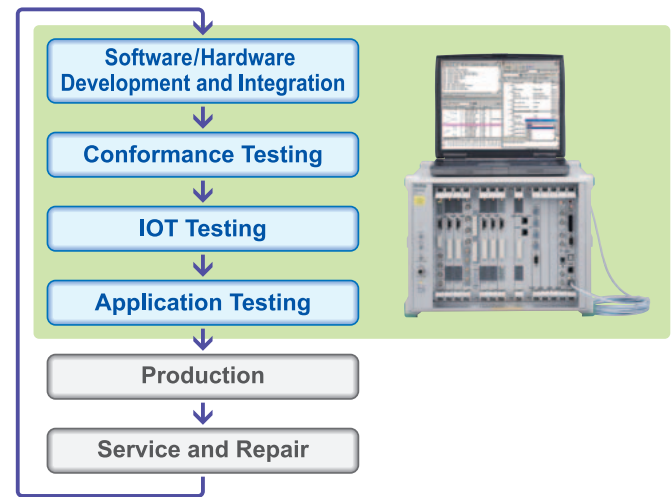 Software/Hardware
Development and Integration
Conformance Testing
IOT Testing
Application Testing
Production
Service and Repair